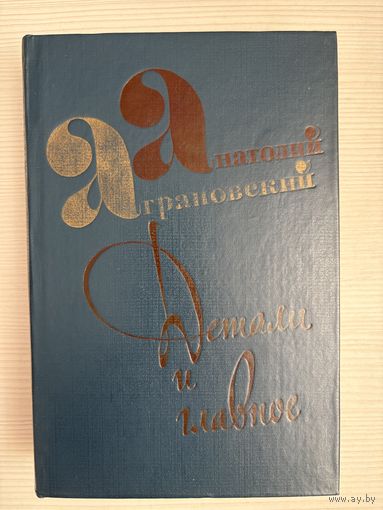 Анатолий
Аграновский
Детали
и
главное
www.ay.by